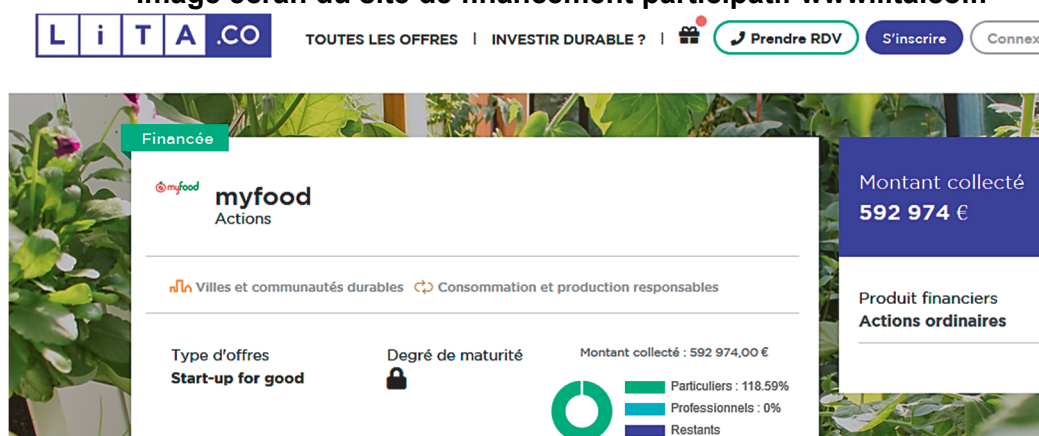 LiTA.CO
TOUTES LES OFFRES | INVESTIR DURABLE ? | Prendre RDV S'inscrire Connex
Financée
myfood myfood
Actions
Montant collecté
592 974 €
Villes et communautés durables Consommation et production responsables
Produit financiers
Actions ordinaires
Type d'offres
Start-up for good
Degré de maturité
Montant collecté : 592 974,00 €
Particuliers : 118.59%
Professionnels : 0%
Restants